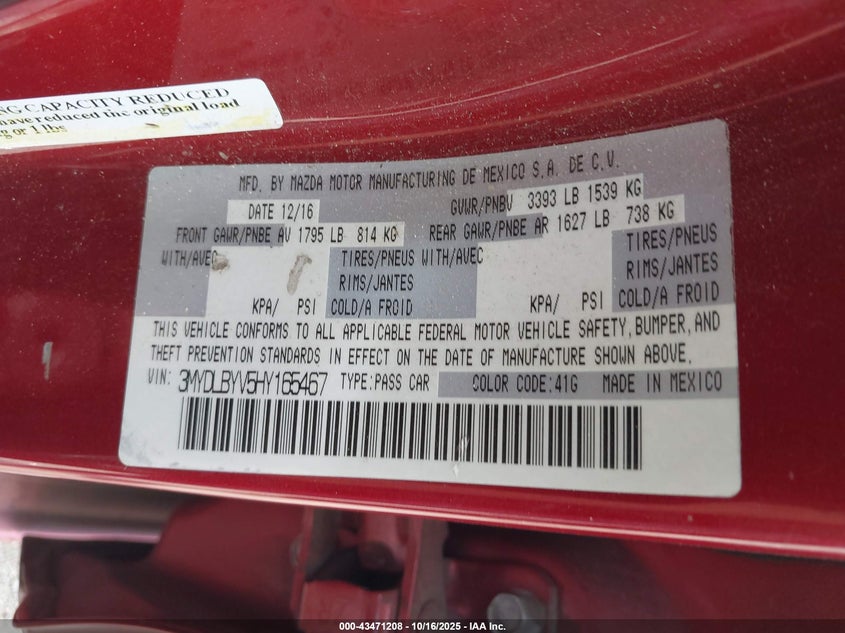 NG CAPACITY REDUCED
have reduced the original load
g or 1 lbs
MFD. BY MAZDA MOTOR MANUFACTURING DE MEXICO S.A. DE C.V.
DATE 12/16 GVWR/PNBV 3393 LB 1539 KG
FRONT GAWR/PNBE AV 1795 LB 814 KG REAR GAWR/PNBE AR 1627 LB 738 KG
WITH/AVEC TIRES/PNEUS WITH/AVEC TIRES/PNEUS
RIMS/JANTES RIMS/JANTES
KPA/ PSI COLD/A FROID KPA/ PSI COLD/A FROID
THIS VEHICLE CONFORMS TO ALL APPLICABLE FEDERAL MOTOR VEHICLE SAFETY, BUMPER, AND
THEFT PREVENTION STANDARDS IN EFFECT ON THE DATE OF MANUFACTURE SHOWN ABOVE.
VIN: 3MYDLBYV5HY165467 TYPE:PASS CAR COLOR CODE:41G MADE IN MEXICO
000-43471208 - 10/16/2025 - IAA Inc.